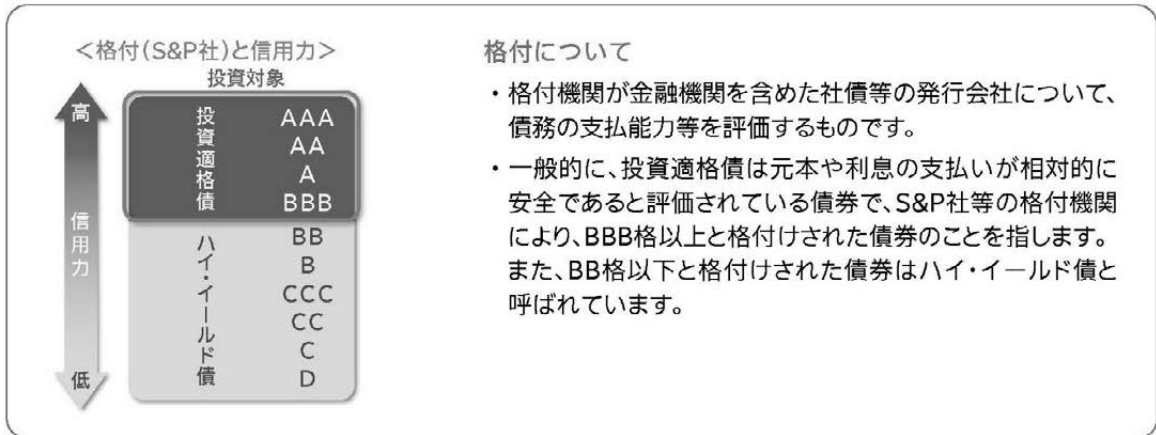 <格付(S&P社)と信用力>
投資対象
高
信用力
低
投資適格債
AAA
AA
A
BBB
ハイ・イールド債
BB
B
CCC
CC
C
D
格付について
・格付機関が金融機関を含めた社債等の発行会社について、
債務の支払能力等を評価するものです。
・一般的に、投資適格債は元本や利息の支払いが相対的に
安全であると評価されている債券で、S&P社等の格付機関
により、BBB格以上と格付けされた債券のことを指します。
また、BB格以下と格付けされた債券はハイ・イールド債と
呼ばれています。